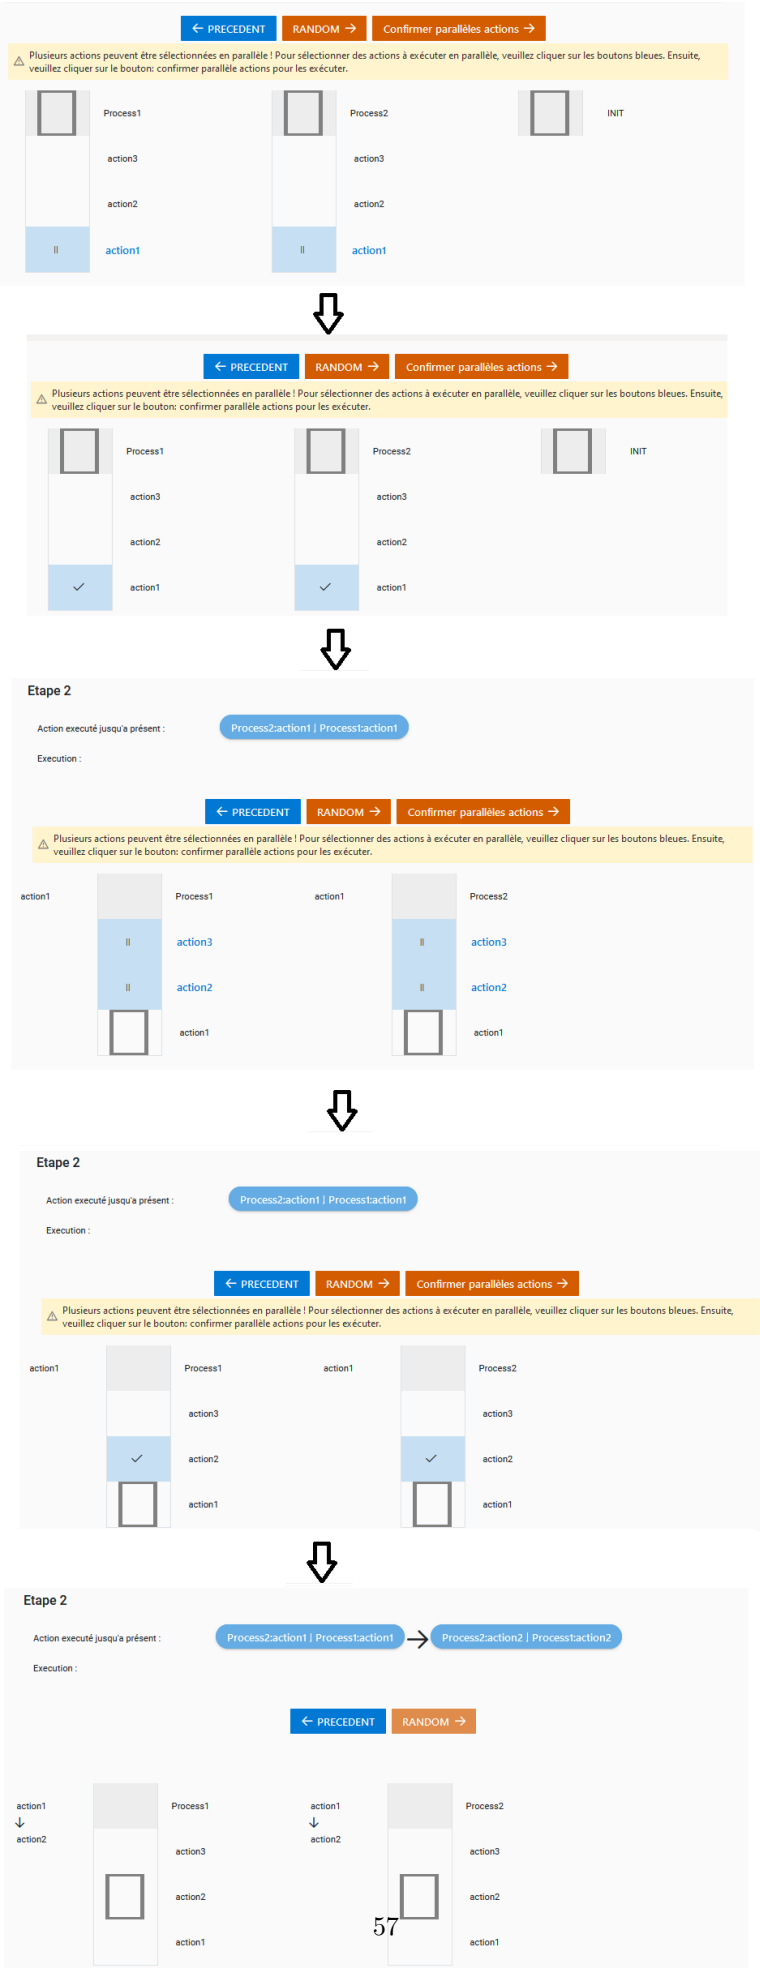 ← PRECEDENT RANDOM → Confirmer parallèles actions →
⚠ Plusieurs actions peuvent être sélectionnées en parallèle ! Pour sélectionner des actions à exécuter en parallèle, veuillez cliquer sur les boutons bleues. Ensuite,
veuillez cliquer sur le bouton: confirmer parallèle actions pour les exécuter.
Process1 Process2 INIT
action3 action3
action2 action2
|| action1 || action1
← PRECEDENT RANDOM → Confirmer parallèles actions →
⚠ Plusieurs actions peuvent être sélectionnées en parallèle ! Pour sélectionner des actions à exécuter en parallèle, veuillez cliquer sur les boutons bleues. Ensuite,
veuillez cliquer sur le bouton: confirmer parallèle actions pour les exécuter.
Process1 Process2 INIT
action3 action3
action2 action2
✓ action1 ✓ action1
Etape 2
Action executé jusqu'a présent : Process2:action1 | Process1:action1
Execution :
← PRECEDENT RANDOM → Confirmer parallèles actions →
⚠ Plusieurs actions peuvent être sélectionnées en parallèle ! Pour sélectionner des actions à exécuter en parallèle, veuillez cliquer sur les boutons bleues. Ensuite,
veuillez cliquer sur le bouton: confirmer parallèle actions pour les exécuter.
action1 Process1 action1 Process2
|| action3 || action3
|| action2 || action2
action1 action1
Etape 2
Action executé jusqu'a présent : Process2:action1 | Process1:action1
Execution :
← PRECEDENT RANDOM → Confirmer parallèles actions →
⚠ Plusieurs actions peuvent être sélectionnées en parallèle ! Pour sélectionner des actions à exécuter en parallèle, veuillez cliquer sur les boutons bleues. Ensuite,
veuillez cliquer sur le bouton: confirmer parallèle actions pour les exécuter.
action1 Process1 action1 Process2
action3 action3
✓ action2 ✓ action2
action1 action1
Etape 2
Action executé jusqu'a présent : Process2:action1 | Process1:action1 → Process2:action2 | Process1:action2
Execution :
← PRECEDENT RANDOM →
action1 Process1 action1 Process2
↓ ↓
action2 action2
action3 action3
action2 action2
57
action1 action1